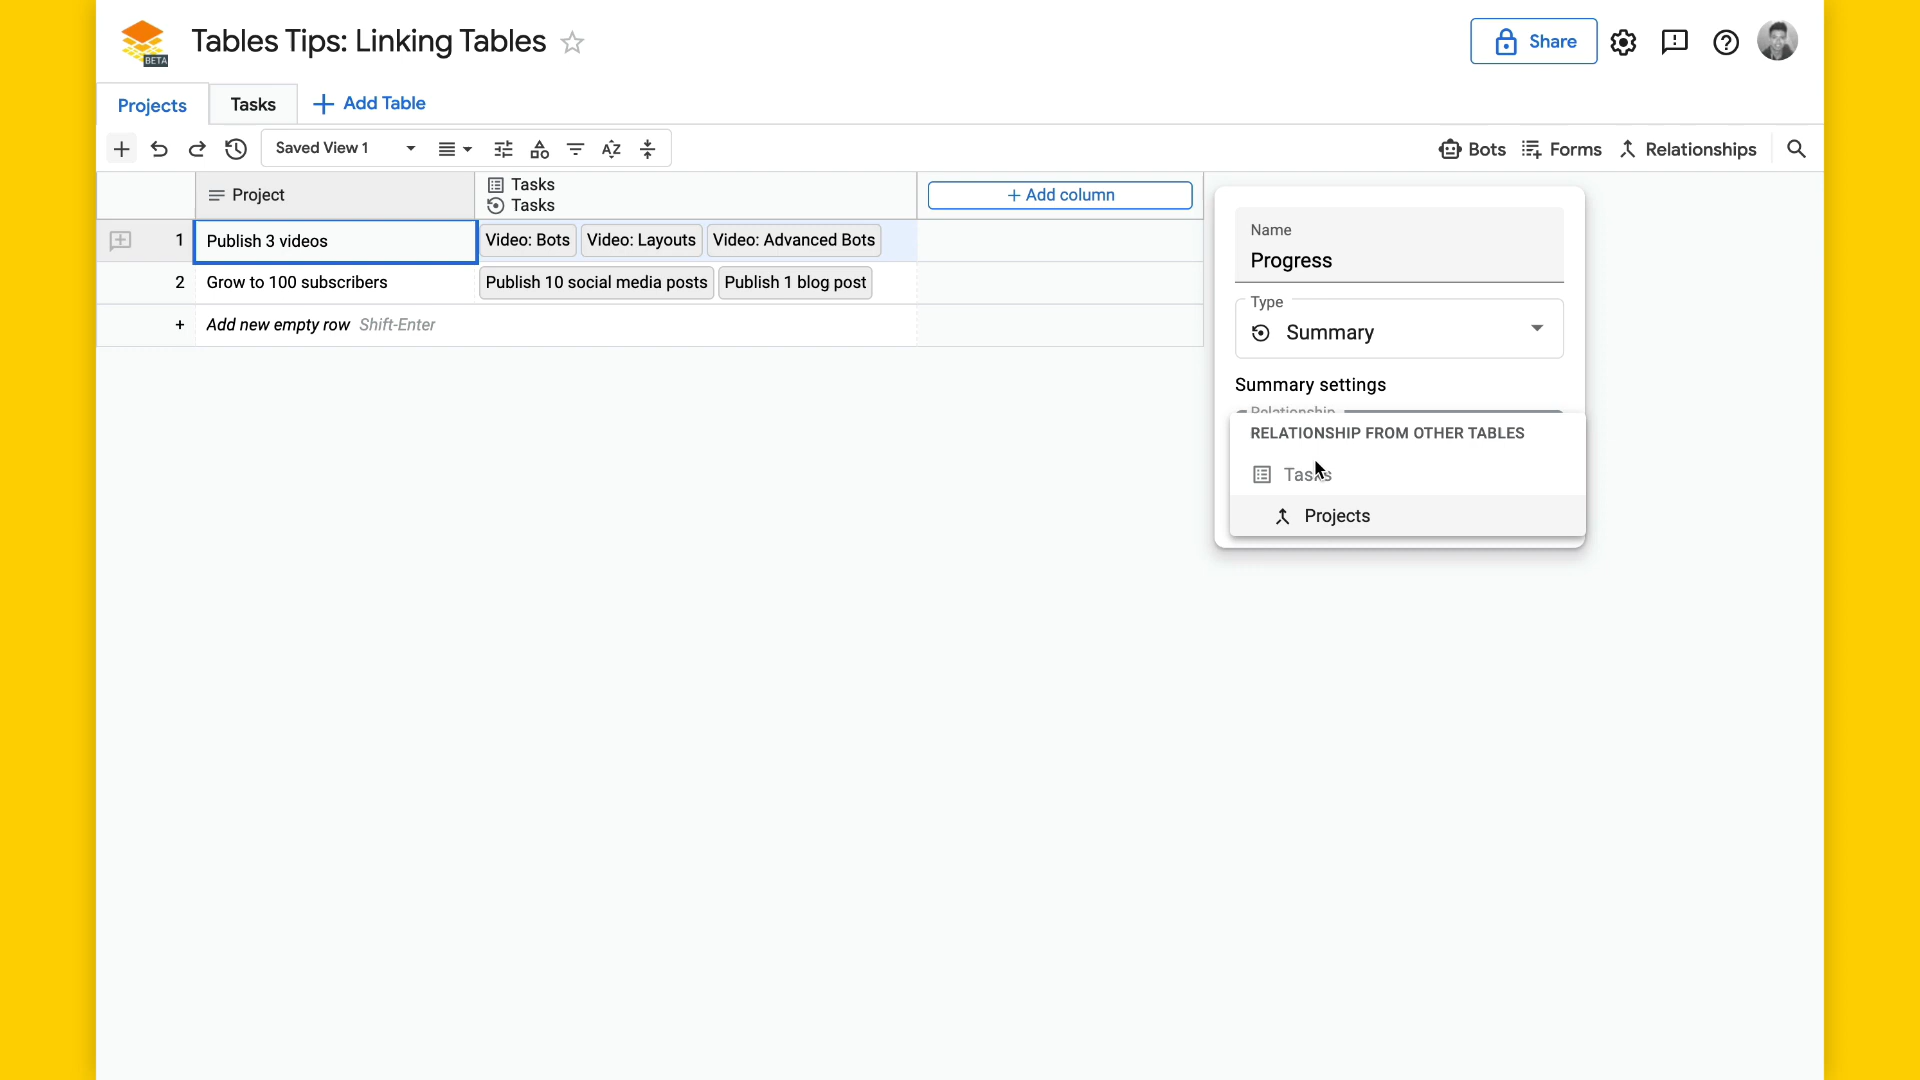 BETA
Tables Tips: Linking Tables
Share
Projects
Tasks
Add Table
Saved View 1
Bots
Forms
Relationships
Project
Tasks
Tasks
+ Add column
1
Publish 3 videos
Video: Bots
Video: Layouts
Video: Advanced Bots
2
Grow to 100 subscribers
Publish 10 social media posts
Publish 1 blog post
+
Add new empty row Shift-Enter
Name
Progress
Type
Summary
Summary settings
Relationship
RELATIONSHIP FROM OTHER TABLES
Tasks
Projects